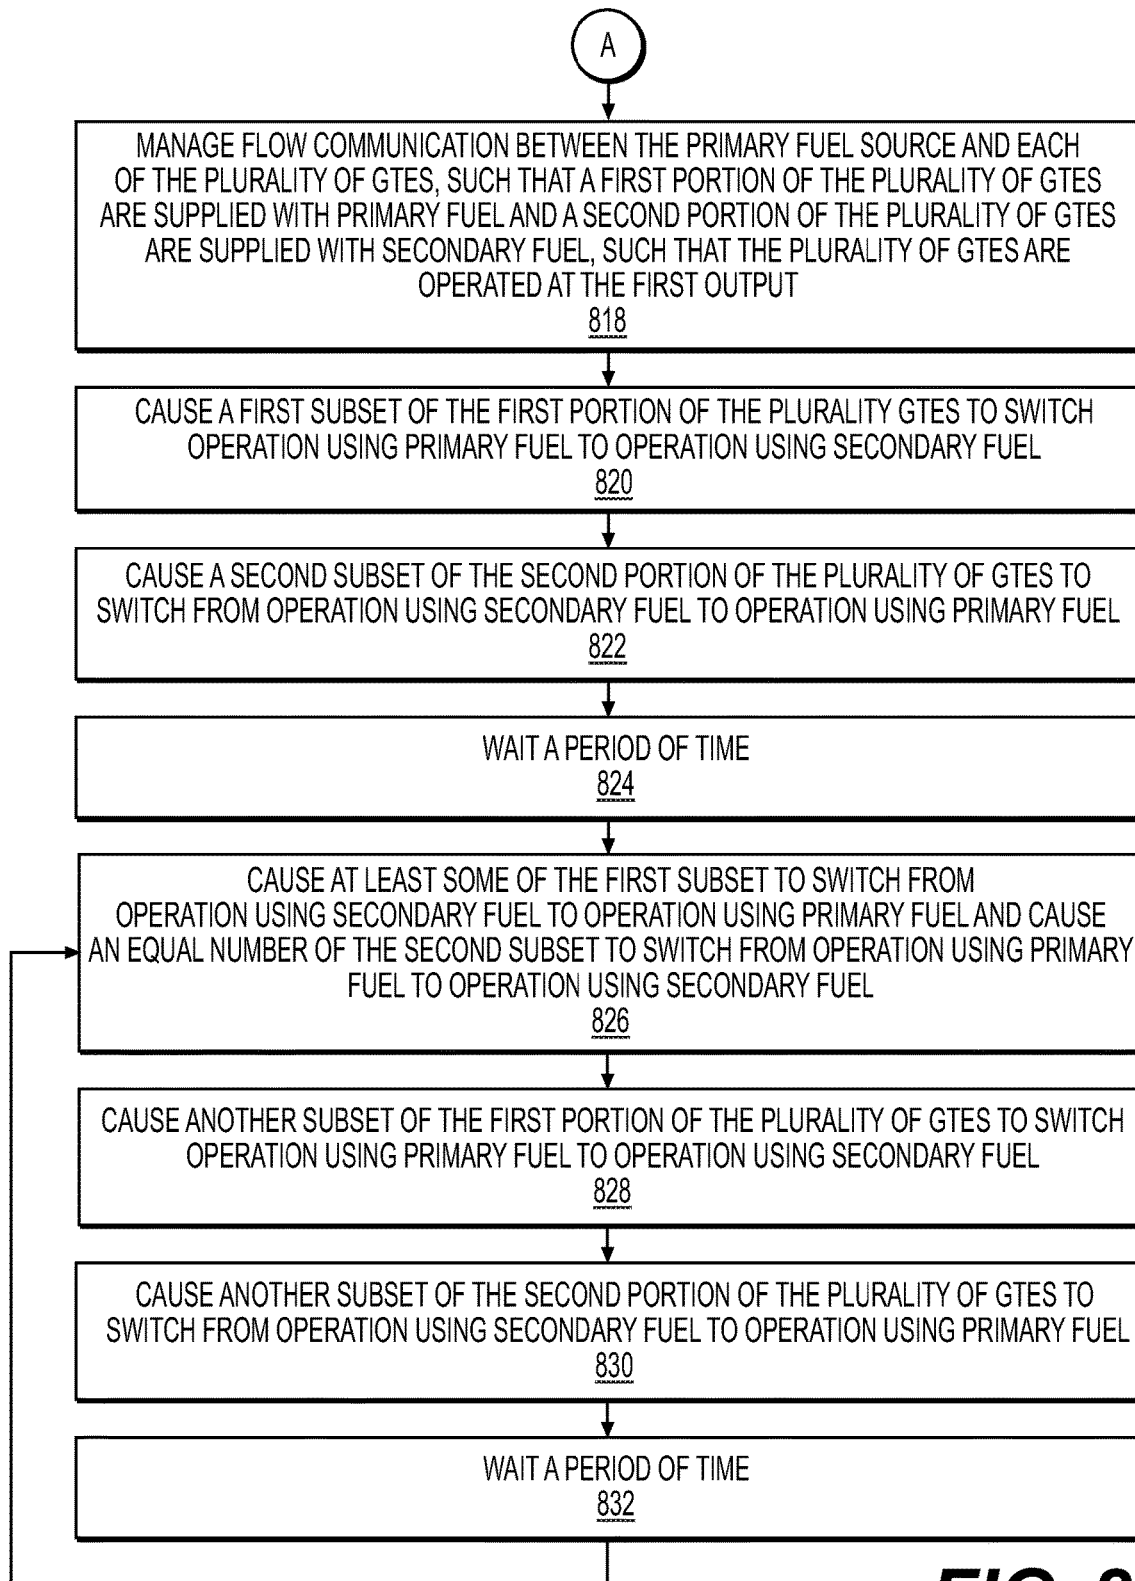 A
MANAGE FLOW COMMUNICATION BETWEEN THE PRIMARY FUEL SOURCE AND EACH
OF THE PLURALITY OF GTES, SUCH THAT A FIRST PORTION OF THE PLURALITY OF GTES
ARE SUPPLIED WITH PRIMARY FUEL AND A SECOND PORTION OF THE PLURALITY OF GTES
ARE SUPPLIED WITH SECONDARY FUEL, SUCH THAT THE PLURALITY OF GTES ARE
OPERATED AT THE FIRST OUTPUT
818
CAUSE A FIRST SUBSET OF THE FIRST PORTION OF THE PLURALITY GTES TO SWITCH
OPERATION USING PRIMARY FUEL TO OPERATION USING SECONDARY FUEL
820
CAUSE A SECOND SUBSET OF THE SECOND PORTION OF THE PLURALITY OF GTES TO
SWITCH FROM OPERATION USING SECONDARY FUEL TO OPERATION USING PRIMARY FUEL
822
WAIT A PERIOD OF TIME
824
CAUSE AT LEAST SOME OF THE FIRST SUBSET TO SWITCH FROM
OPERATION USING SECONDARY FUEL TO OPERATION USING PRIMARY FUEL AND CAUSE
AN EQUAL NUMBER OF THE SECOND SUBSET TO SWITCH FROM OPERATION USING PRIMARY
FUEL TO OPERATION USING SECONDARY FUEL
826
CAUSE ANOTHER SUBSET OF THE FIRST PORTION OF THE PLURALITY OF GTES TO SWITCH
OPERATION USING PRIMARY FUEL TO OPERATION USING SECONDARY FUEL
828
CAUSE ANOTHER SUBSET OF THE SECOND PORTION OF THE PLURALITY OF GTES TO
SWITCH FROM OPERATION USING SECONDARY FUEL TO OPERATION USING PRIMARY FUEL
830
WAIT A PERIOD OF TIME
832
FIG. 8